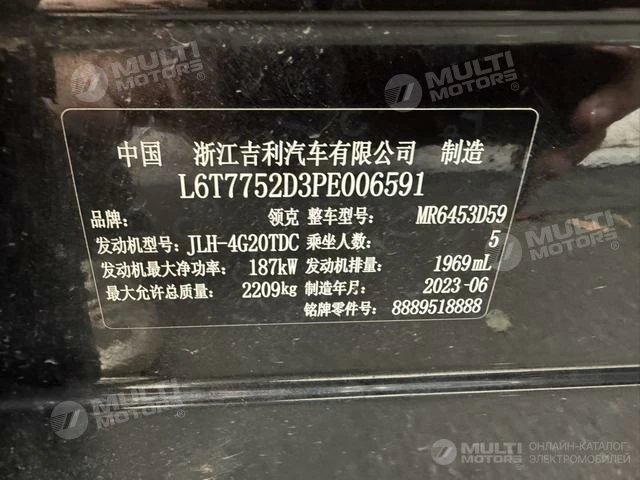 中国 浙江吉利汽车有限公司 制造
L6T7752D3PE006591
品牌: 领克 整车型号: MR6453D59
发动机型号: JLH-4G20TDC 乘坐人数: 5
发动机最大净功率: 187kW 发动机排量: 1969mL
最大允许总质量: 2209kg 制造年月: 2023-06
铭牌零件号: 8889518888
MULTI MOTORS®
MULTI MOTORS®
MULTI MOTORS®
MULTI MOTORS®
MULTI MOTORS®
MULTI MOTORS® ОНЛАЙН-КАТАЛОГ ЭЛЕКТРОМОБИЛЕЙ